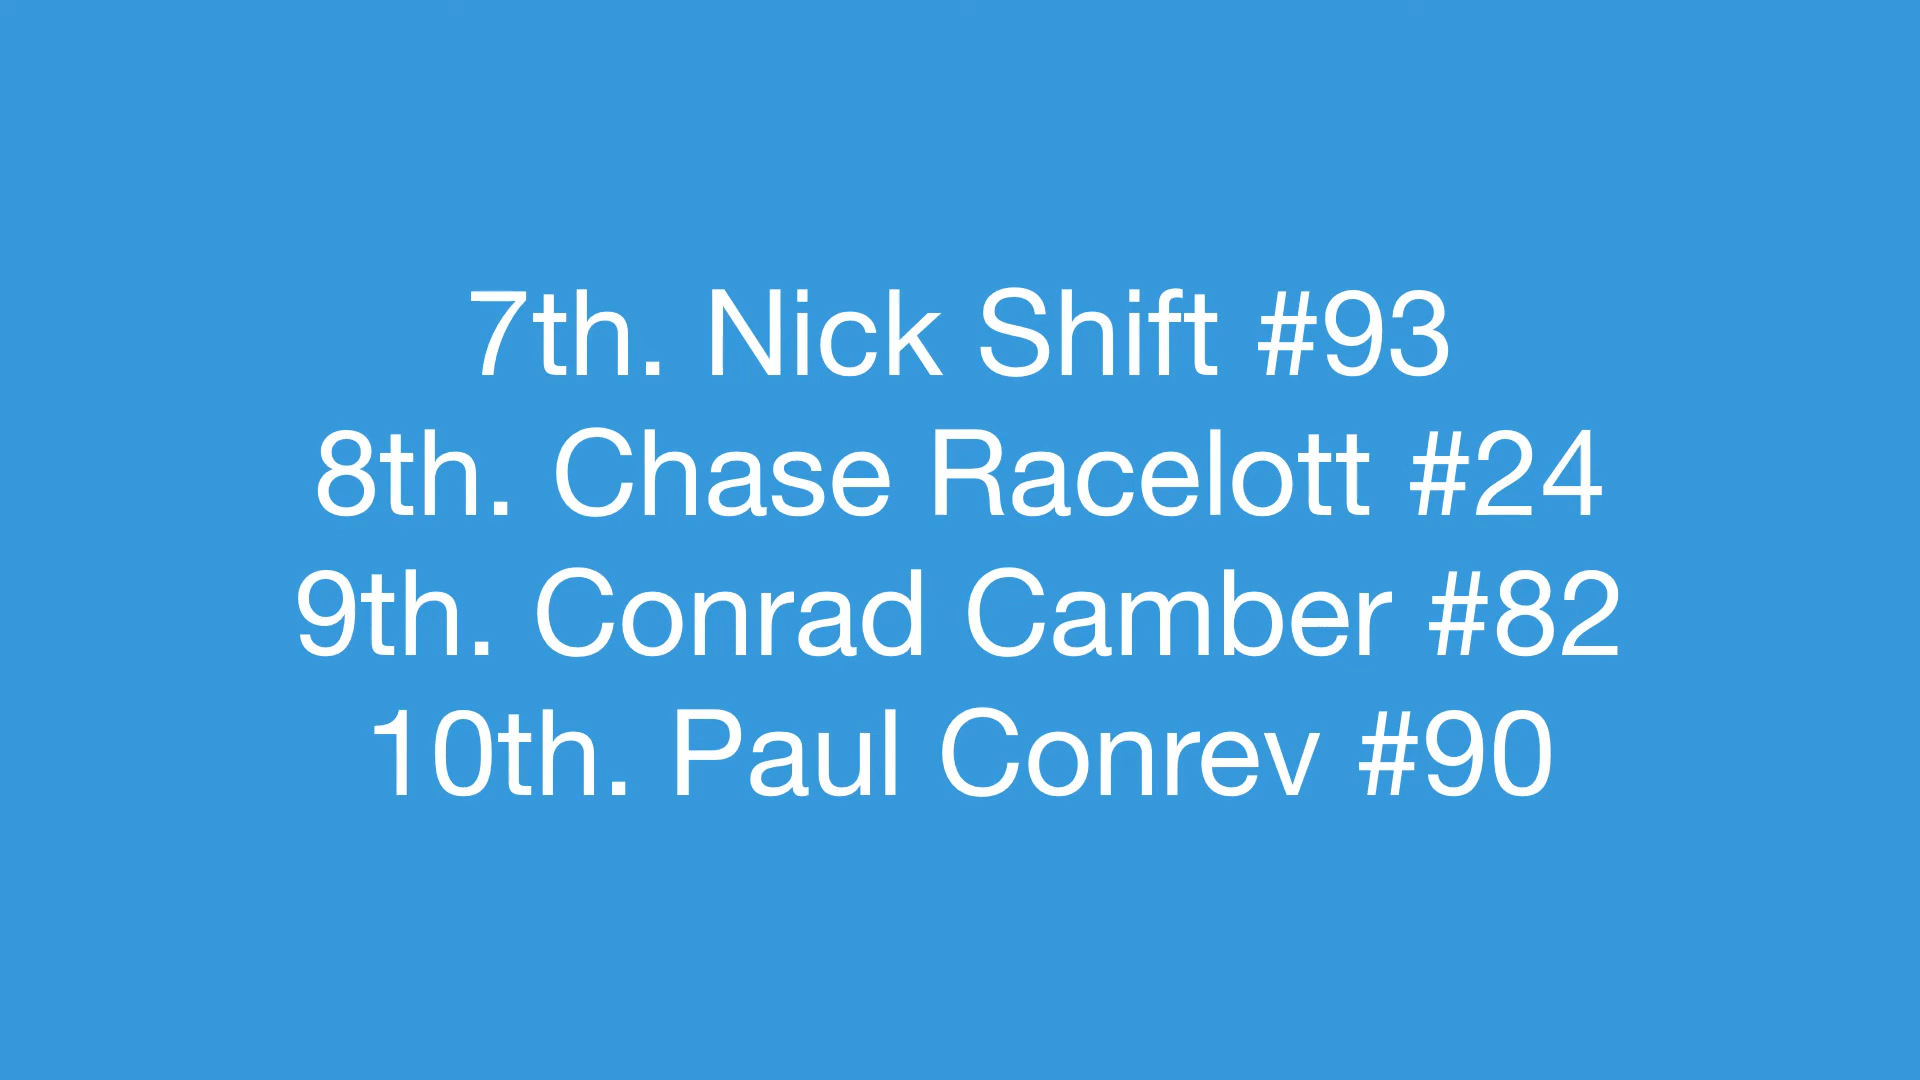 7th. Nick Shift #93
8th. Chase Racelott #24
9th. Conrad Camber #82
10th. Paul Conrev #90